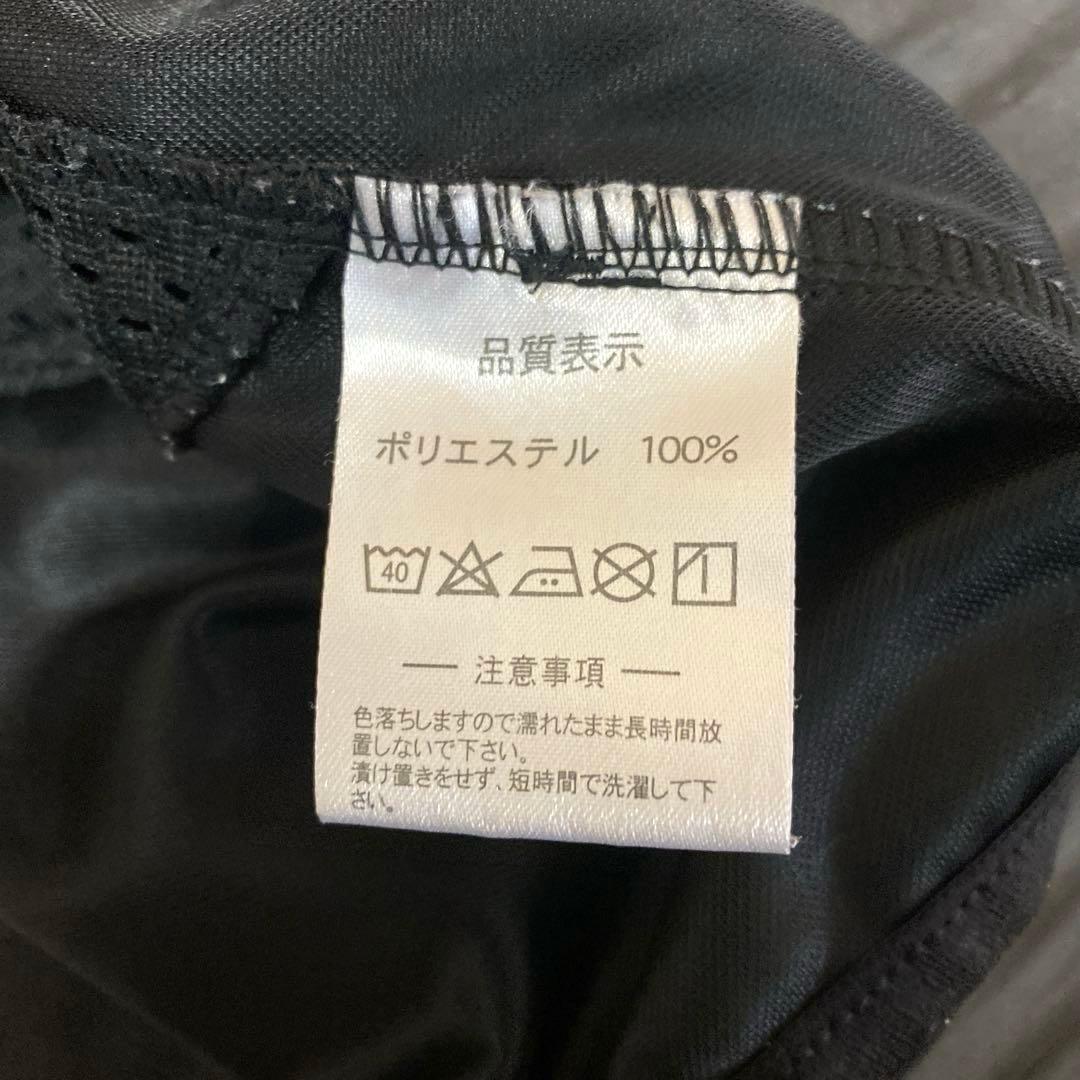 品質表示
ポリエステル 100%
40
注意事項
色落ちしますので濡れたまま長時間放
置しないで下さい。
漬け置きをせず、短時間で洗濯して下
さい。